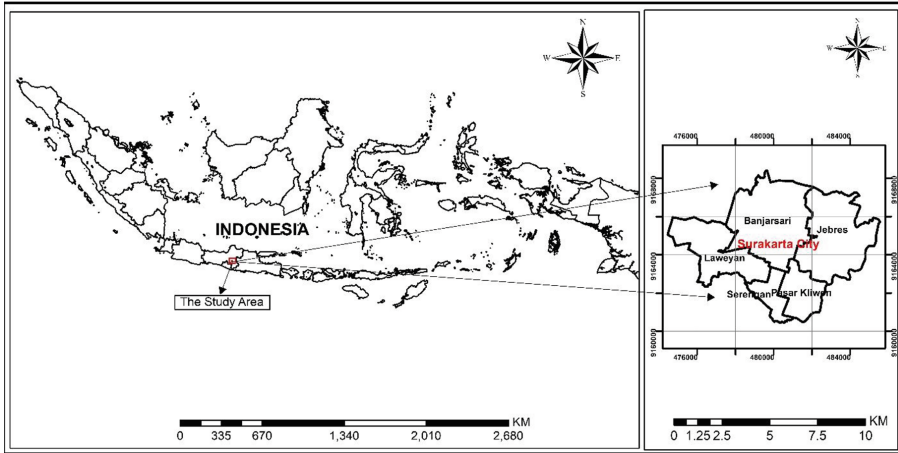 N
W E
S
INDONESIA
The Study Area
KM
0 335 670 1,340 2,010 2,680
N
W E
S
476000 480000 484000
9168000 9168000
Banjarsari
Jebres
Surakarta City
Laweyan
9164000 9164000
Serengan Pasar Kliwon
9160000 9160000
476000 480000 484000
KM
0 1.25 2.5 5 7.5 10